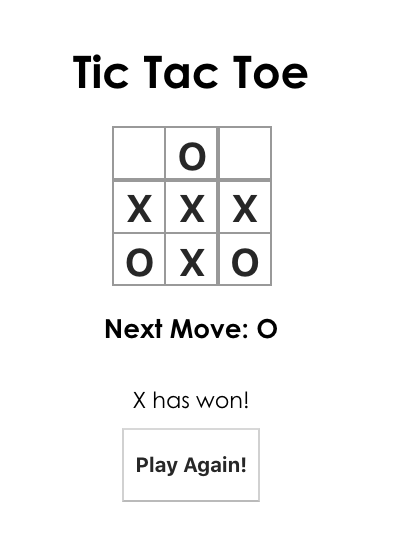 Tic Tac Toe
O
X X X
O X O
Next Move: O
X has won!
Play Again!